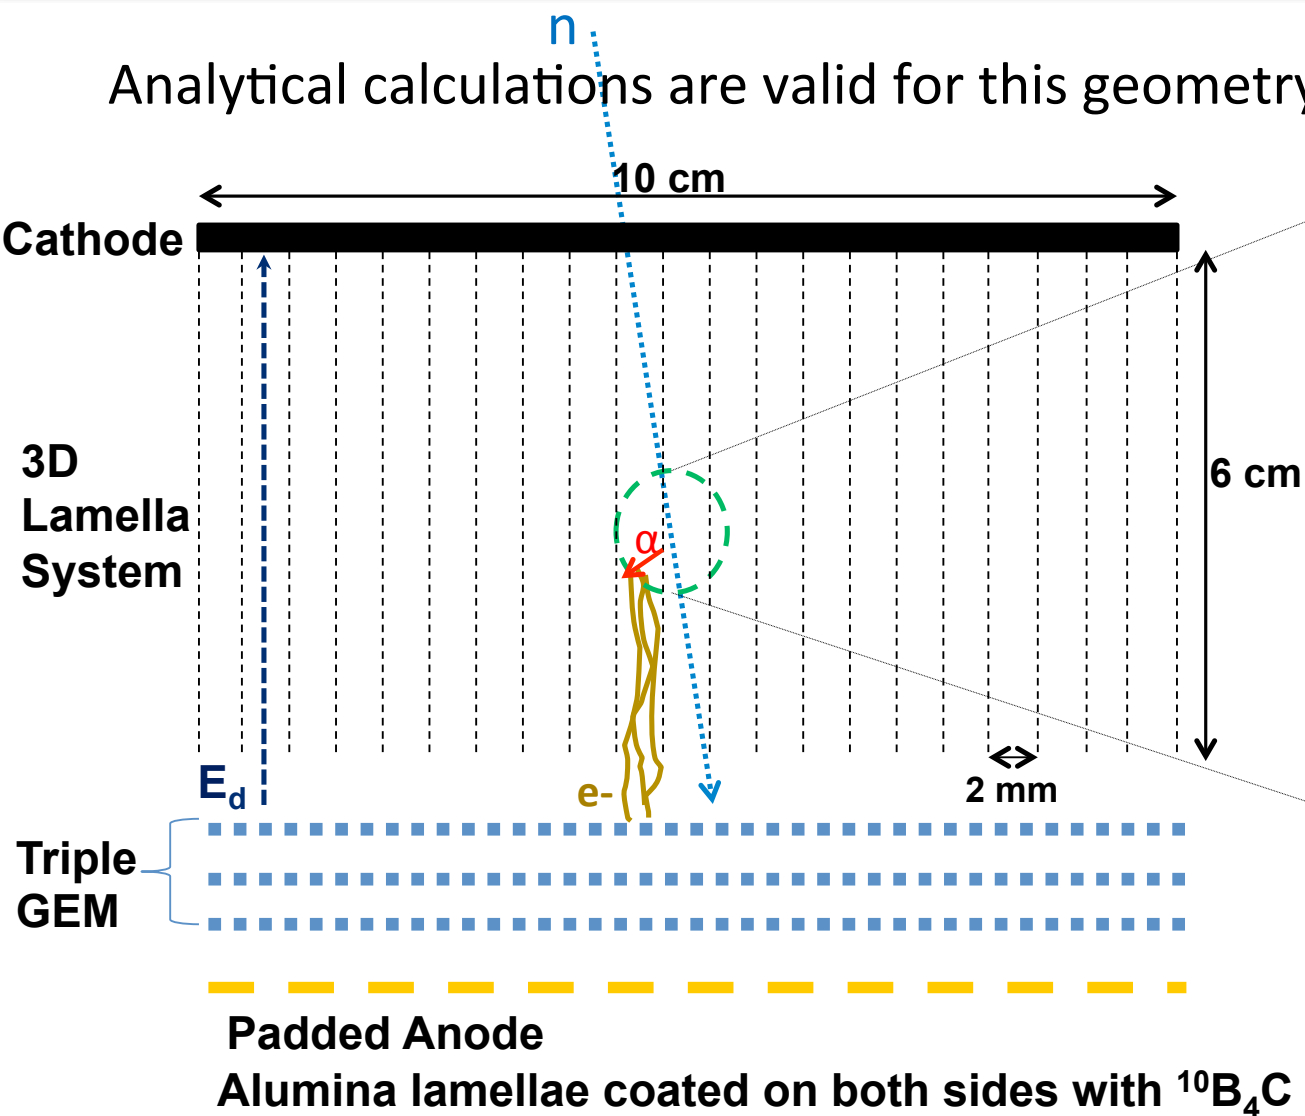 n
Analytical calculations are valid for this geometry
10 cm
Cathode
3D
Lamella
System
6 cm
α
E_d
e-
2 mm
Triple
GEM
Padded Anode
Alumina lamellae coated on both sides with ¹⁰B₄C